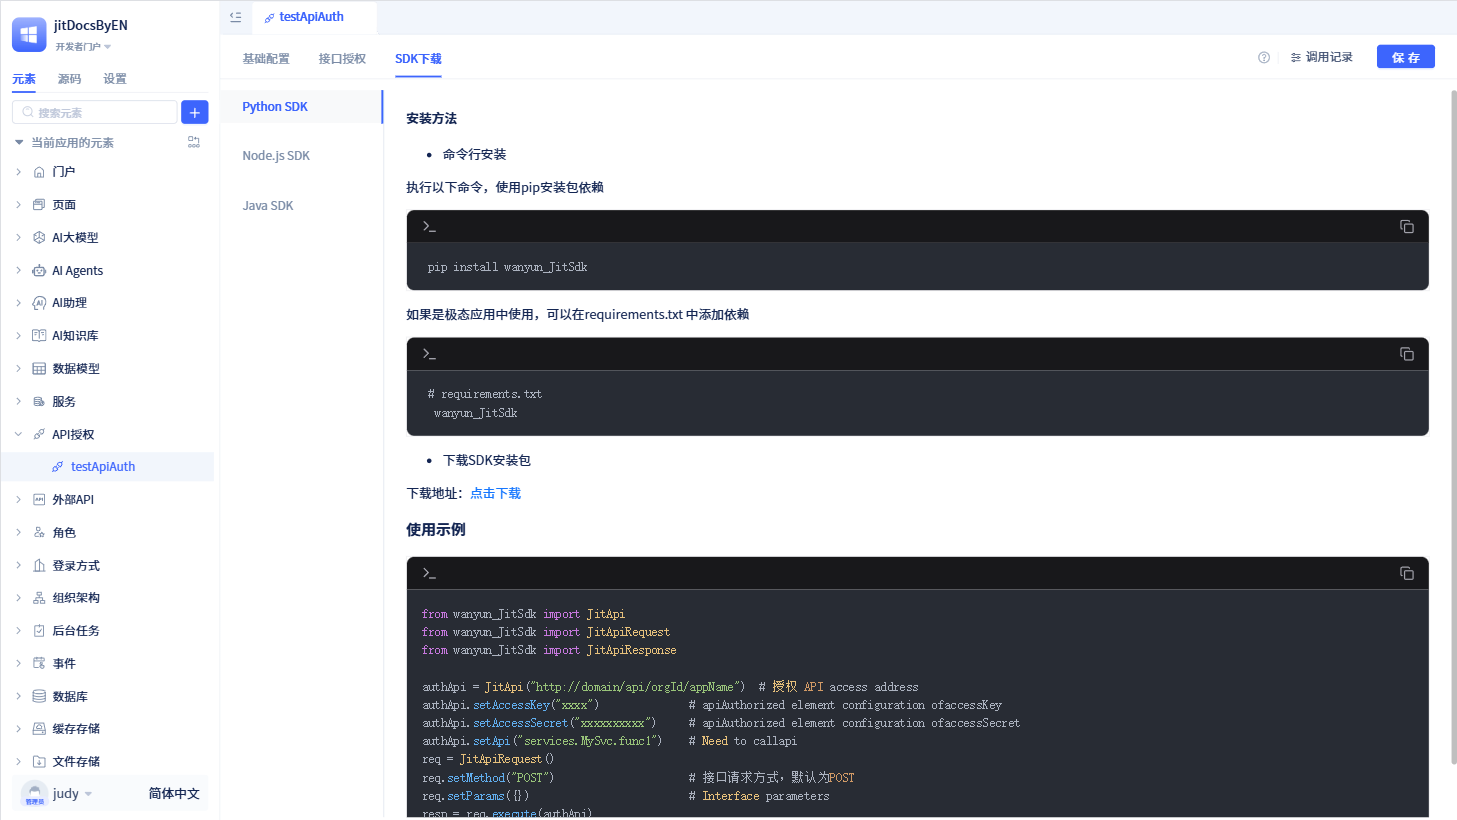 jitDocsByEN
开发者门户
元素 源码 设置
搜索元素
当前应用的元素
门户
页面
AI大模型
AI Agents
AI助理
AI知识库
数据模型
服务
API授权
testApiAuth
外部API
角色
登录方式
组织架构
后台任务
事件
数据库
缓存存储
文件存储
管理员
judy
简体中文
testApiAuth
基础配置 接口授权 SDK下载
调用记录
保 存
Python SDK
Node.js SDK
Java SDK
安装方法
• 命令行安装
执行以下命令，使用pip安装包依赖
>_
pip install wanyun_JitSdk
如果是极态应用中使用，可以在requirements.txt 中添加依赖
>_
# requirements.txt
wanyun_JitSdk
• 下载SDK安装包
下载地址：点击下载
使用示例
>_
from wanyun_JitSdk import JitApi
from wanyun_JitSdk import JitApiRequest
from wanyun_JitSdk import JitApiResponse
authApi = JitApi("http://domain/api/orgId/appName") # 授权 API access address
authApi.setAccessKey("xxxx") # apiAuthorized element configuration ofaccessKey
authApi.setAccessSecret("xxxxxxxxxx") # apiAuthorized element configuration ofaccessSecret
authApi.setApi("services.MySvc.func1") # Need to callapi
req = JitApiRequest()
req.setMethod("POST") # 接口请求方式，默认为POST
req.setParams({}) # Interface parameters
resp = req.execute(authApi)